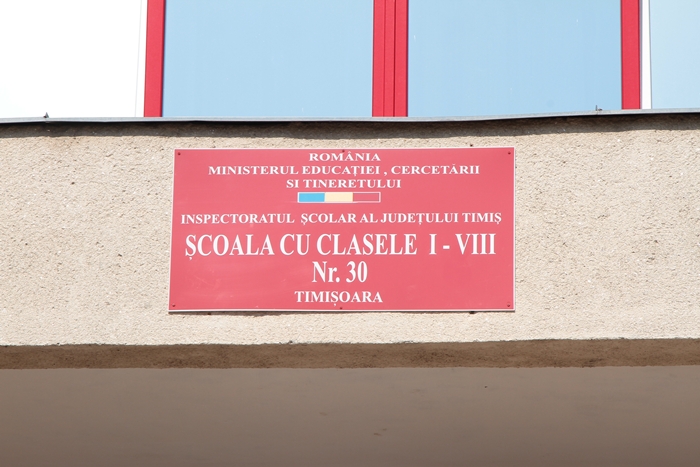 ROMÂNIA
MINISTERUL EDUCAȚIEI , CERCETĂRII
SI TINERETULUI
INSPECTORATUL ȘCOLAR AL JUDEȚULUI TIMIȘ
ȘCOALA CU CLASELE I - VIII
Nr. 30
TIMIȘOARA